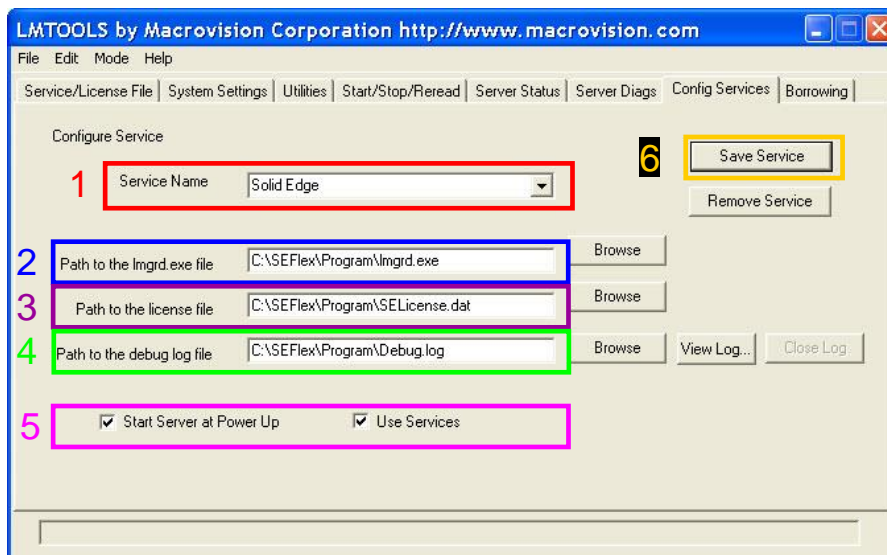 LMTOOLS by Macrovision Corporation http://www.macrovision.com
File Edit Mode Help
Service/License File System Settings Utilities Start/Stop/Reread Server Status Server Diags Config Services Borrowing
Configure Service
6 Save Service
1 Service Name Solid Edge
Remove Service
2 Path to the lmgrd.exe file C:\SEFlex\Program\lmgrd.exe Browse
3 Path to the license file C:\SEFlex\Program\SELicense.dat Browse
4 Path to the debug log file C:\SEFlex\Program\Debug.log Browse View Log... Close Log
5 Start Server at Power Up Use Services